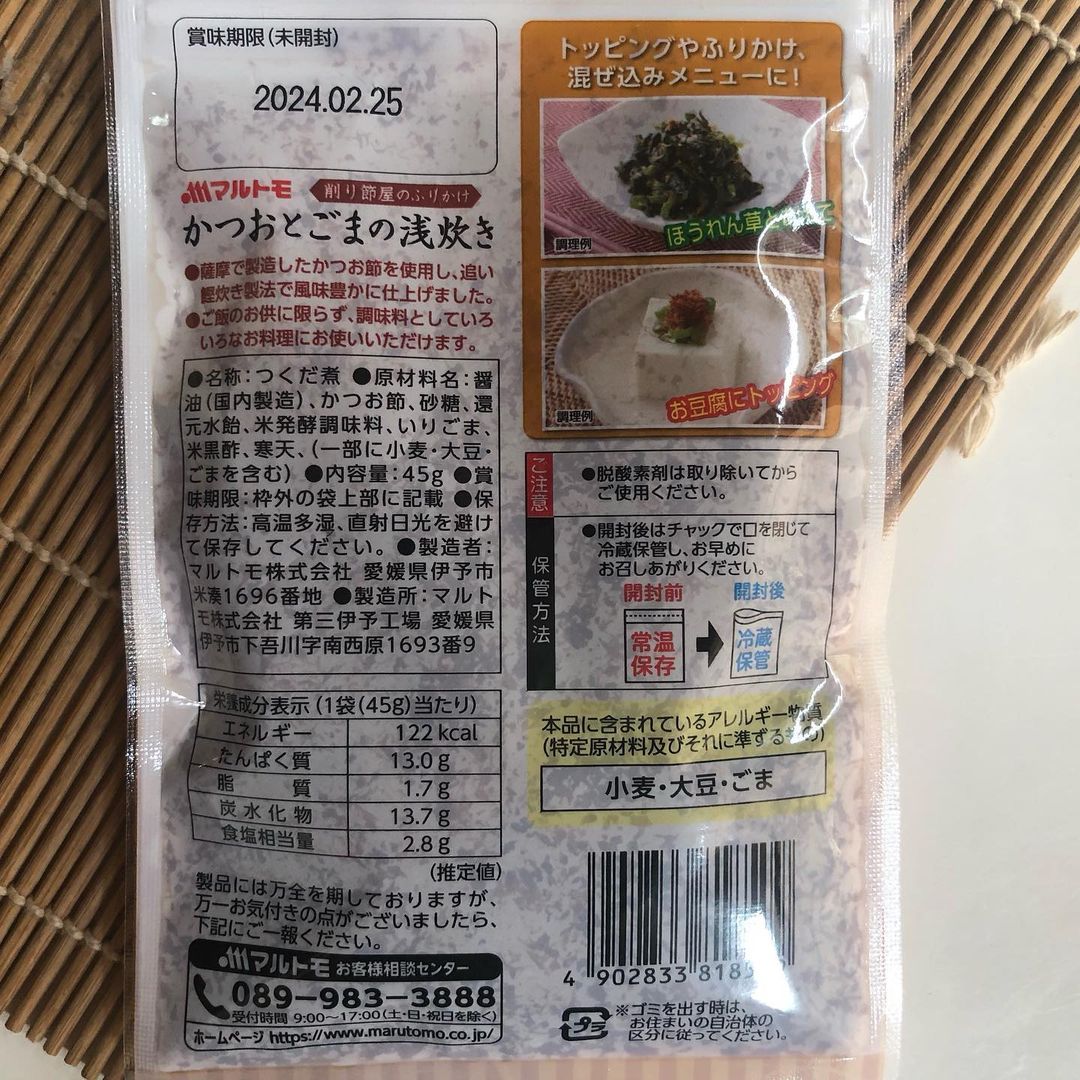 賞味期限(未開封)
2024.02.25
マルトモ 削り節屋のふりかけ
かつおとごまの浅炊き
●薩摩で製造したかつお節を使用し、追い
鰹炊き製法で風味豊かに仕上げました。
●ご飯のお供に限らず、調味料としていろ
いろなお料理にお使いいただけます。
●名称:つくだ煮 ●原材料名:醤
油(国内製造)、かつお節、砂糖、還
元水飴、米発酵調味料、いりごま、
米黒酢、寒天、(一部に小麦・大豆・
ごまを含む) ●内容量:45g ●賞
味期限:枠外の袋上部に記載 ●保
存方法:高温多湿、直射日光を避け
て保存してください。 ●製造者:
マルトモ株式会社 愛媛県伊予市
米湊1696番地 ●製造所:マルト
モ株式会社 第三伊予工場 愛媛県
伊予市下吾川字南西原1693番9
栄養成分表示(1袋(45g)当たり)
エネルギー 122kcal
たんぱく質 13.0g
脂質 1.7g
炭水化物 13.7g
食塩相当量 2.8g
(推定値)
製品には万全を期しておりますが、
万一お気付きの点がございましたら、
下記にご一報ください。
マルトモ お客様相談センター
089-983-3888
受付時間 9:00〜17:00(土・日・祝日を除く)
ホームページ https://www.marutomo.co.jp/
トッピングやふりかけ、
混ぜ込みメニューに!
ほうれん草と
調理例
お豆腐にトッピング
調理例
ご注意
●脱酸素剤は取り除いてから
ご使用ください。
保管方法
●開封後はチャックで口を閉じて
冷蔵保管し、お早めに
お召しあがりください。
開封前 開封後
常温 冷蔵
保存 保管
本品に含まれているアレルギー物質
(特定原材料及びそれに準ずるもの)
小麦・大豆・ごま
4 902833 818
プラ
※ゴミを出す時は、
お住まいの自治体の
区分に従ってください。